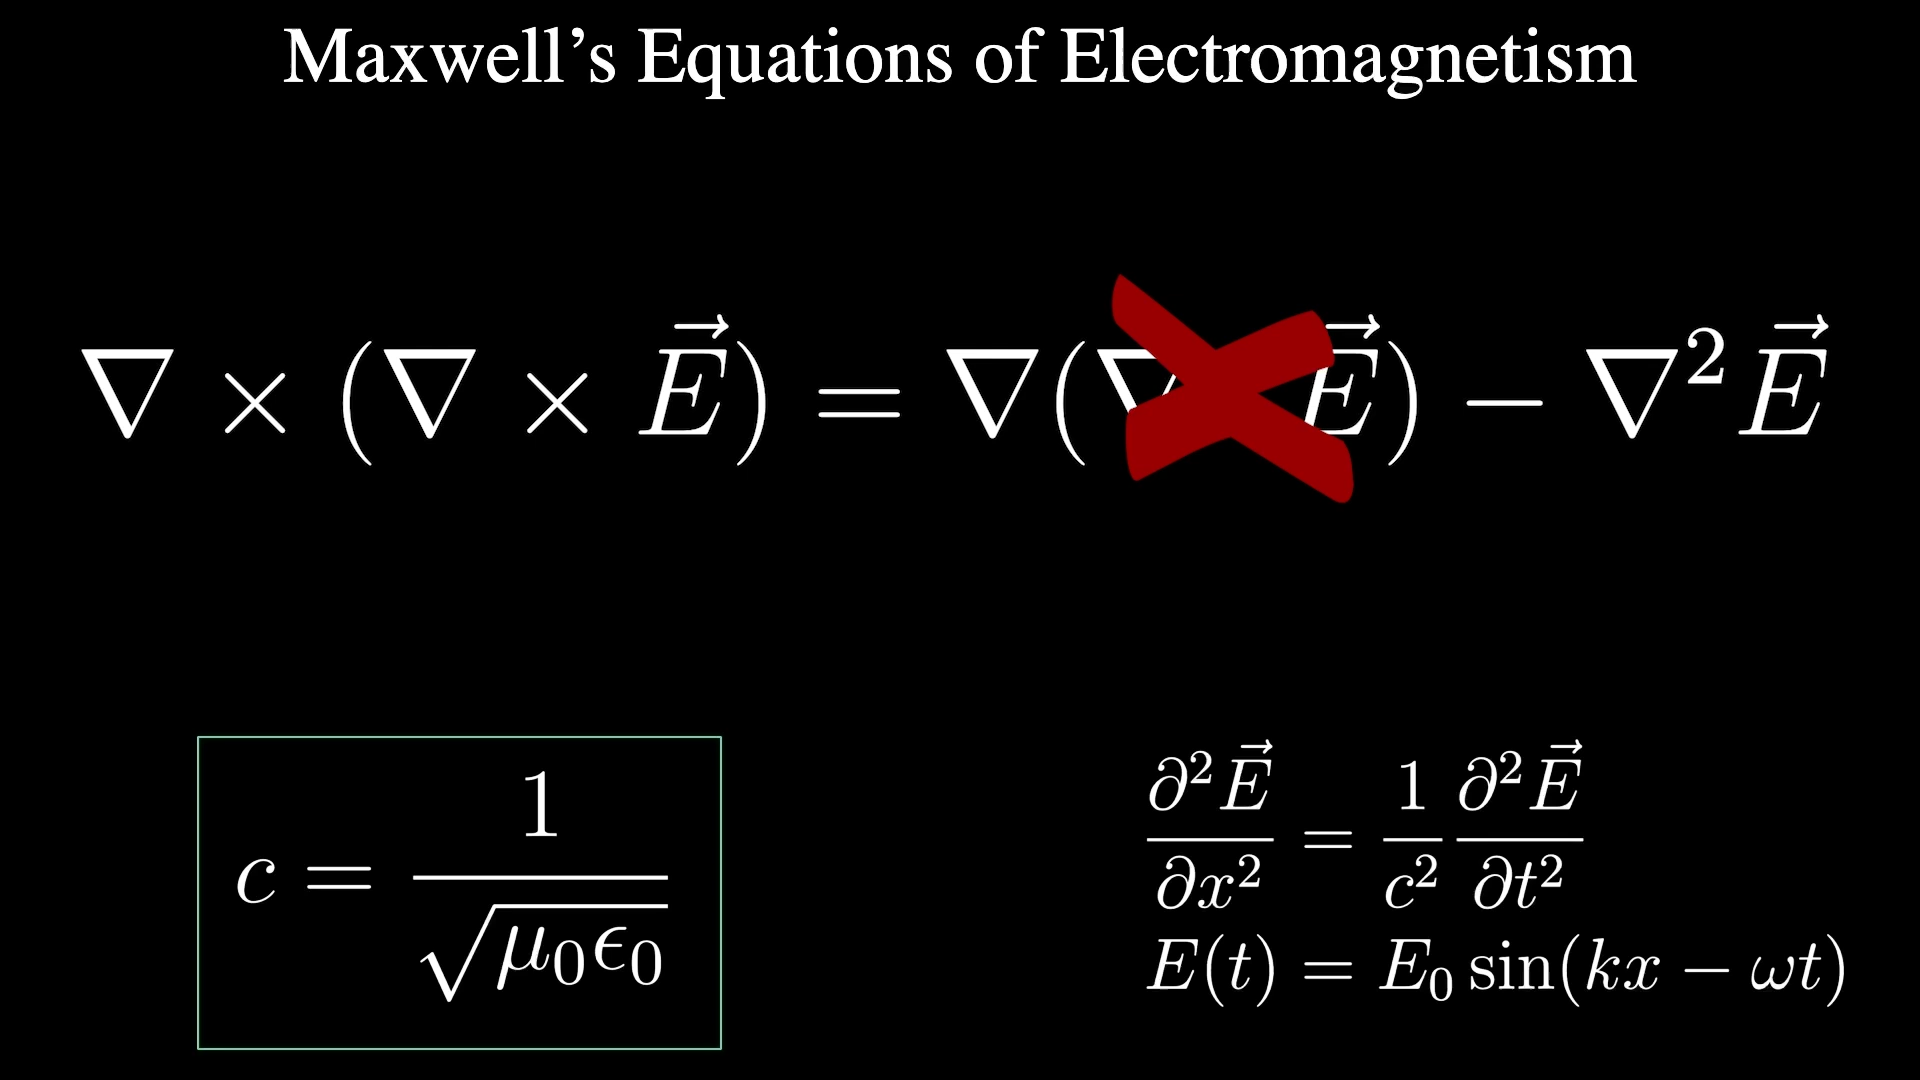 Maxwell’s Equations of Electromagnetism
∇ × (∇ × E⃗) = ∇(∇ E⃗) − ∇²E⃗
c = 1 / √μ₀ϵ₀
∂²E⃗/∂x² = 1/c² ∂²E⃗/∂t²
E(t) = E₀ sin(kx − ωt)